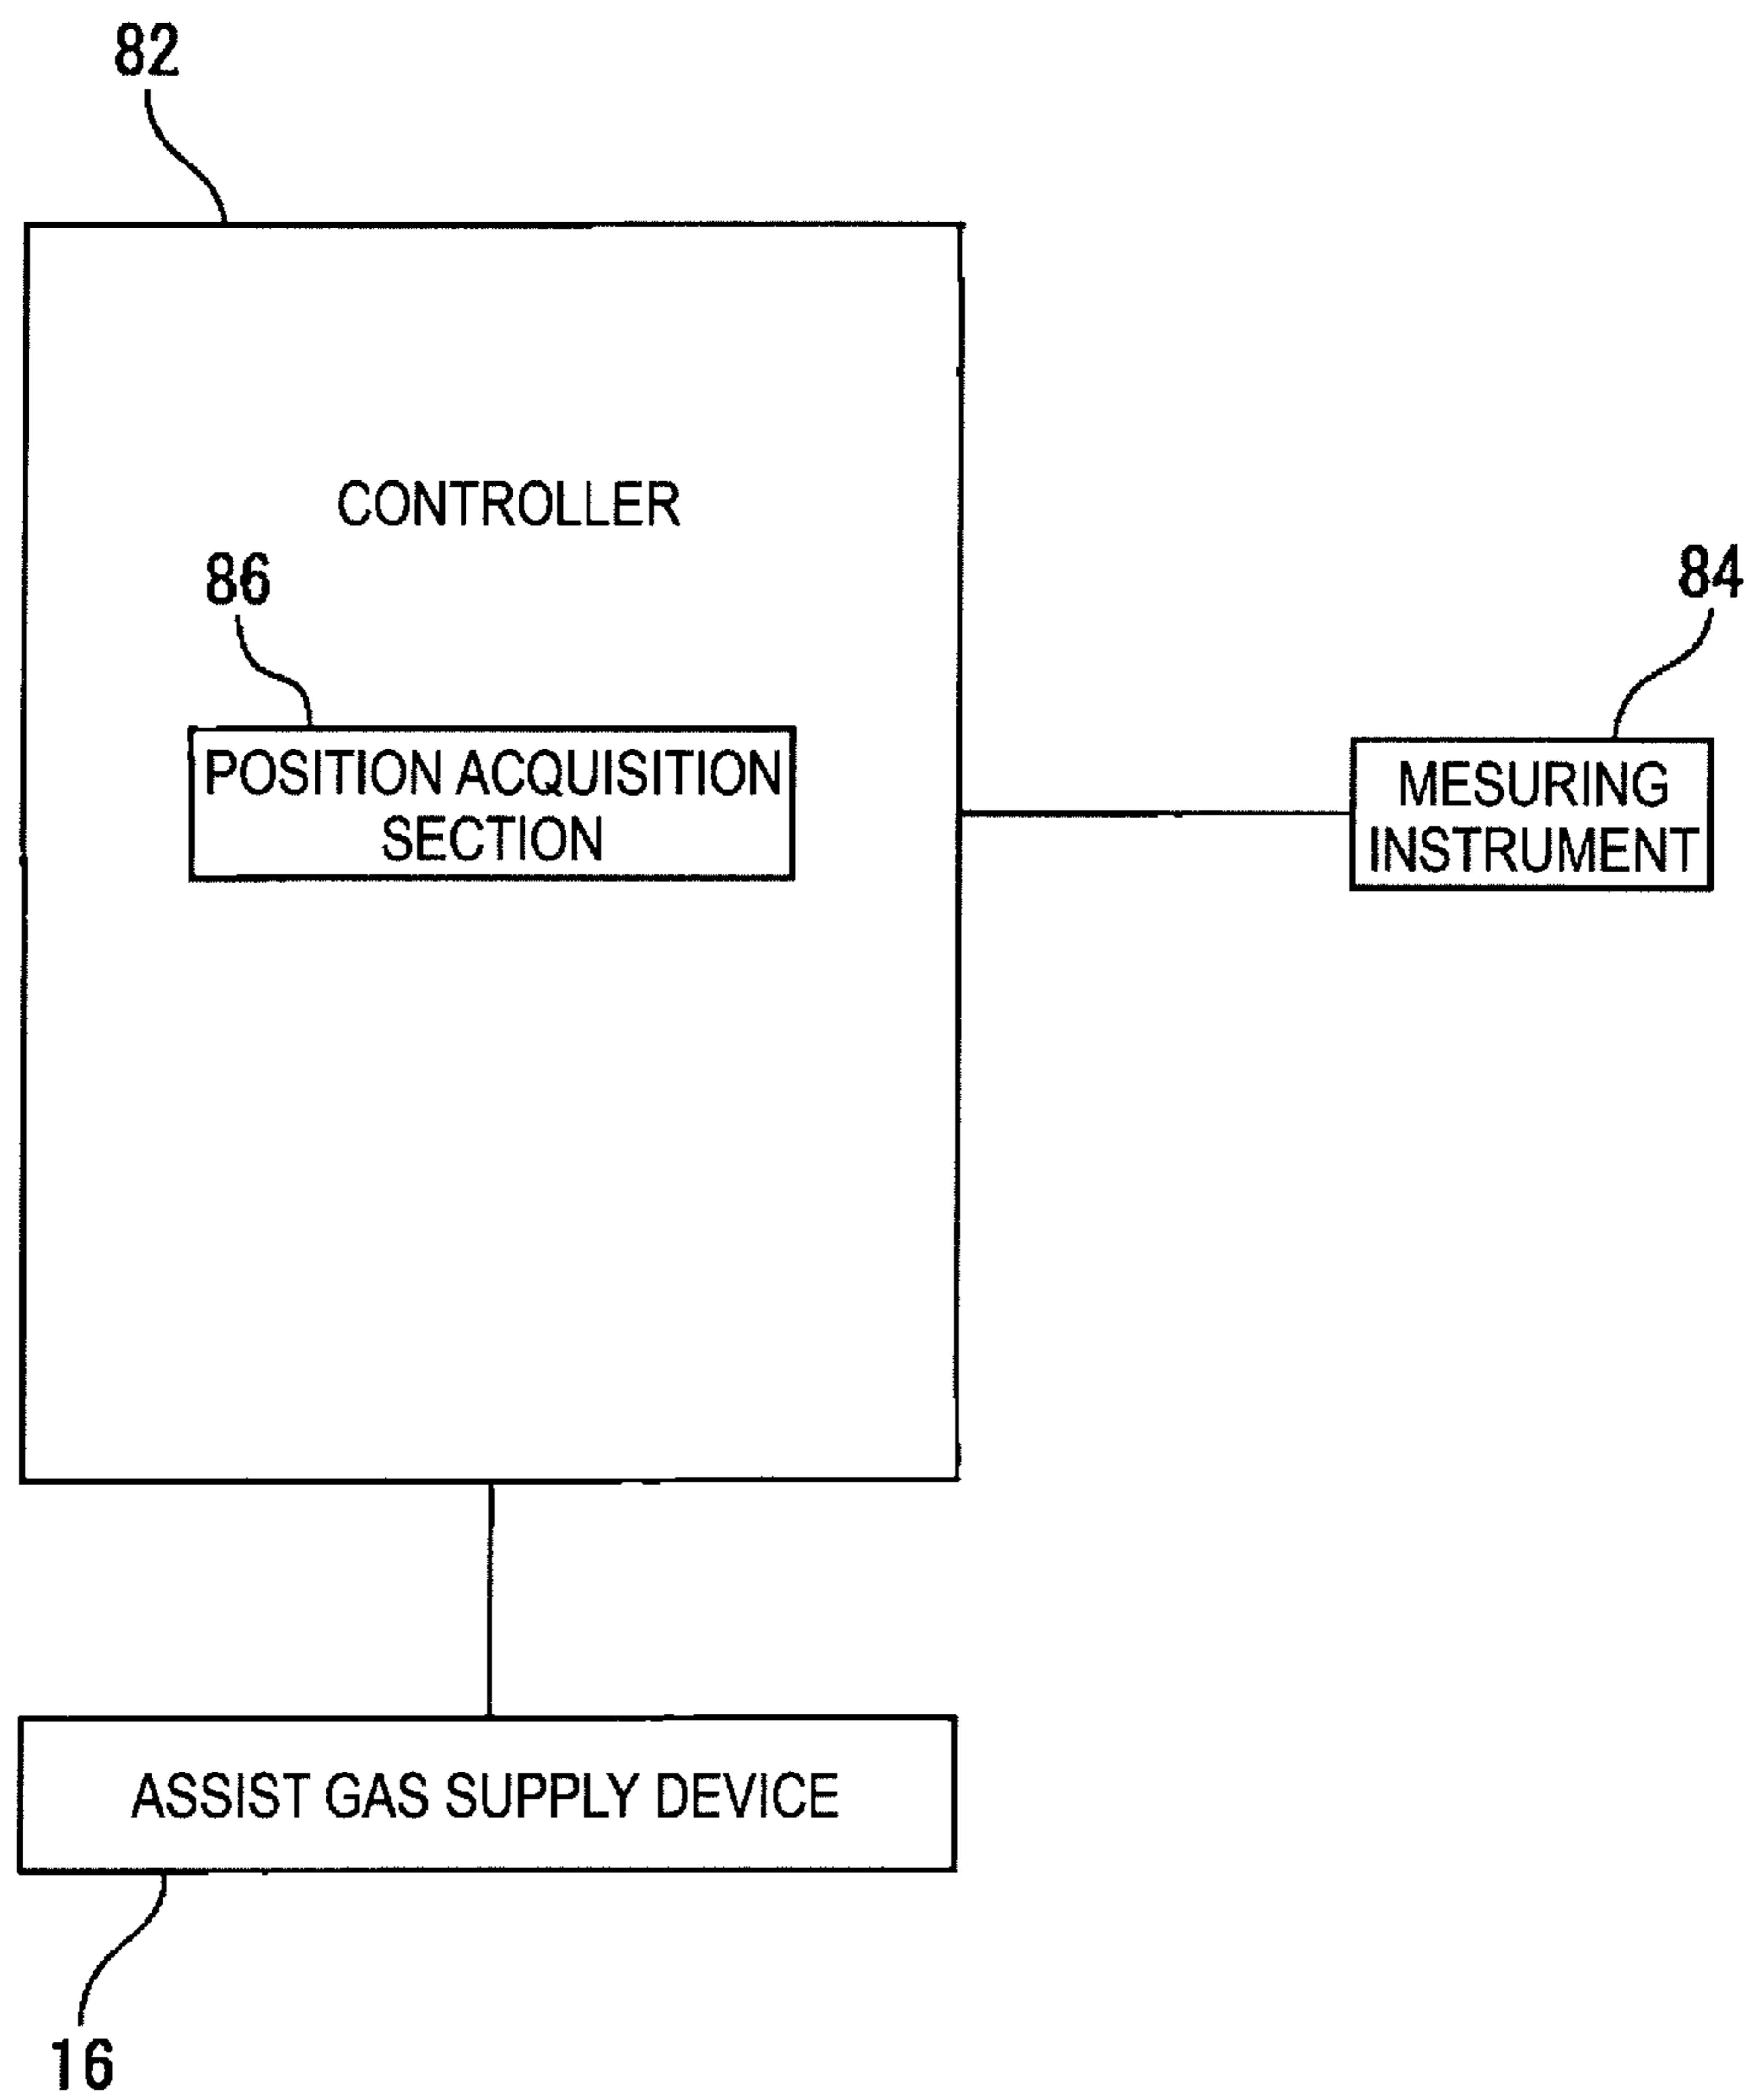 82
CONTROLLER
86
84
POSITION ACQUISITION
SECTION
MESURING
INSTRUMENT
ASSIST GAS SUPPLY DEVICE
16